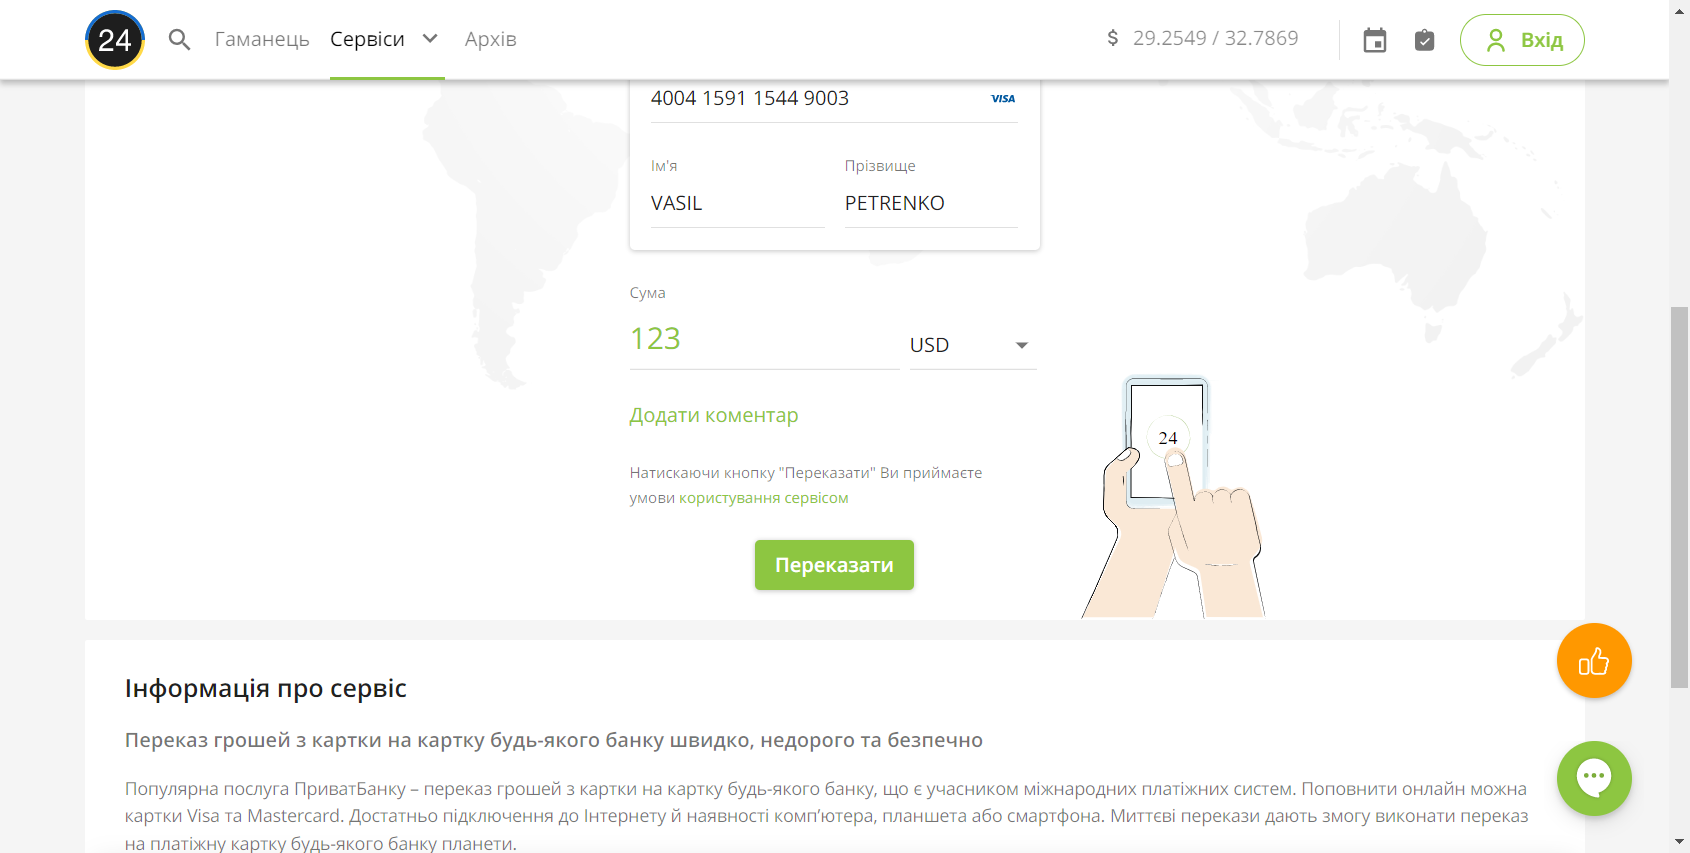 24 Гаманець Сервіси Архів $ 29.2549 / 32.7869 Вхід
4004 1591 1544 9003 VISA
Ім'я Прізвище
VASIL PETRENKO
Сума
123 USD
Додати коментар
24
Натискаючи кнопку "Переказати" Ви приймаєте
умови користування сервісом
Переказати
Інформація про сервіс
Переказ грошей з картки на картку будь-якого банку швидко, недорого та безпечно
Популярна послуга ПриватБанку – переказ грошей з картки на картку будь-якого банку, що є учасником міжнародних платіжних систем. Поповнити онлайн можна
картки Visa та Mastercard. Достатньо підключення до Інтернету й наявності комп’ютера, планшета або смартфона. Миттєві перекази дають змогу виконати переказ
на платіжну картку будь-якого банку планети.